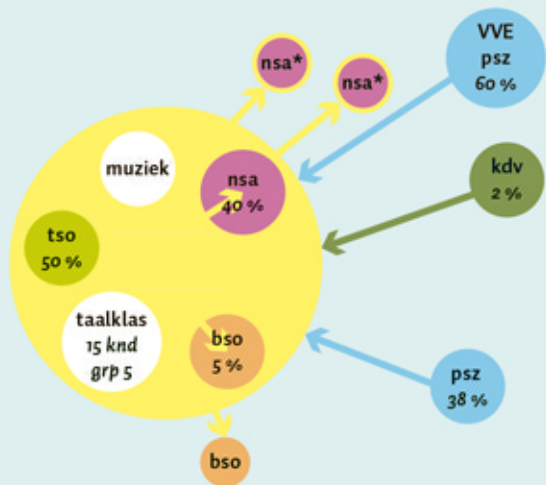 VVE
psz
60 %
nsa*
nsa*
muziek
nsa
40 %
kdv
2 %
tso
50 %
taalklas
15 knd
grp 5
bso
5 %
psz
38 %
bso